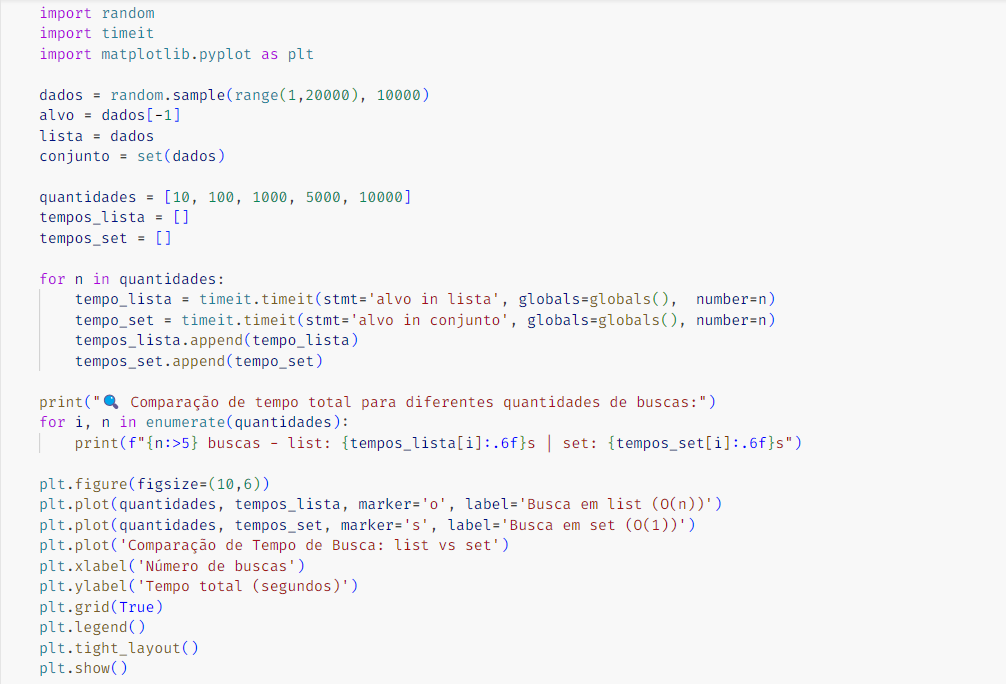 import random
import timeit
import matplotlib.pyplot as plt

dados = random.sample(range(1,20000), 10000)
alvo = dados[-1]
lista = dados
conjunto = set(dados)

quantidades = [10, 100, 1000, 5000, 10000]
tempos_lista = []
tempos_set = []

for n in quantidades:
    tempo_lista = timeit.timeit(stmt='alvo in lista', globals=globals(),  number=n)
    tempo_set = timeit.timeit(stmt='alvo in conjunto', globals=globals(), number=n)
    tempos_lista.append(tempo_lista)
    tempos_set.append(tempo_set)

print("🔍 Comparação de tempo total para diferentes quantidades de buscas:")
for i, n in enumerate(quantidades):
    print(f"{n:>5} buscas - list: {tempos_lista[i]:.6f}s | set: {tempos_set[i]:.6f}s")

plt.figure(figsize=(10,6))
plt.plot(quantidades, tempos_lista, marker='o', label='Busca em list (O(n))')
plt.plot(quantidades, tempos_set, marker='s', label='Busca em set (O(1))')
plt.plot('Comparação de Tempo de Busca: list vs set')
plt.xlabel('Número de buscas')
plt.ylabel('Tempo total (segundos)')
plt.grid(True)
plt.legend()
plt.tight_layout()
plt.show()